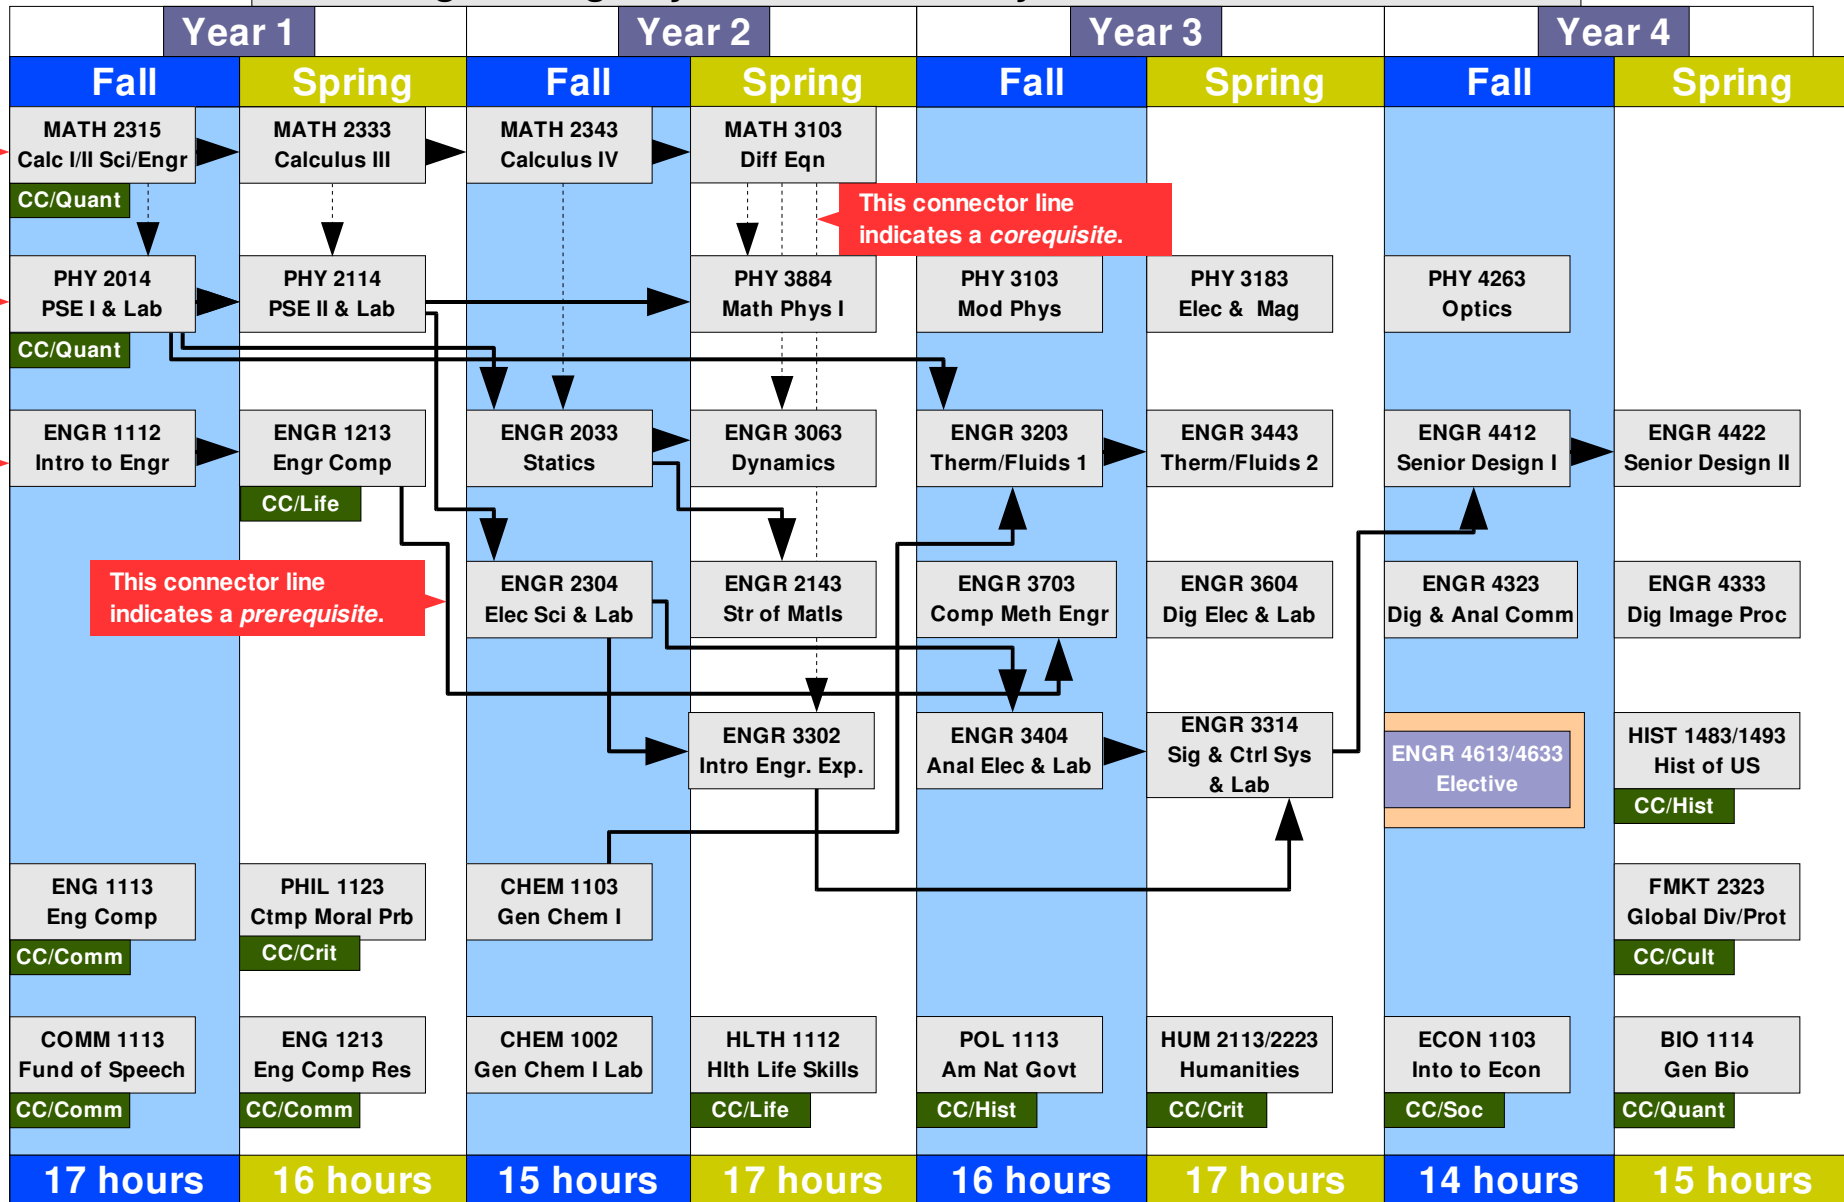 Year 1
Year 2
Year 3
Year 4
Fall
Spring
Fall
Spring
Fall
Spring
Fall
Spring
MATH 2315
Calc I/II Sci/Engr
CC/Quant
MATH 2333
Calculus III
MATH 2343
Calculus IV
MATH 3103
Diff Eqn
This connector line
indicates a corequisite.
PHY 2014
PSE I & Lab
CC/Quant
PHY 2114
PSE II & Lab
PHY 3884
Math Phys I
PHY 3103
Mod Phys
PHY 3183
Elec & Mag
PHY 4263
Optics
ENGR 1112
Intro to Engr
ENGR 1213
Engr Comp
CC/Life
ENGR 2033
Statics
ENGR 3063
Dynamics
ENGR 3203
Therm/Fluids 1
ENGR 3443
Therm/Fluids 2
ENGR 4412
Senior Design I
ENGR 4422
Senior Design II
This connector line
indicates a prerequisite.
ENGR 2304
Elec Sci & Lab
ENGR 2143
Str of Matls
ENGR 3703
Comp Meth Engr
ENGR 3604
Dig Elec & Lab
ENGR 4323
Dig & Anal Comm
ENGR 4333
Dig Image Proc
ENGR 3302
Intro Engr. Exp.
ENGR 3404
Anal Elec & Lab
ENGR 3314
Sig & Ctrl Sys
& Lab
ENGR 4613/4633
Elective
HIST 1483/1493
Hist of US
CC/Hist
ENG 1113
Eng Comp
CC/Comm
PHIL 1123
Ctmp Moral Prb
CC/Crit
CHEM 1103
Gen Chem I
FMKT 2323
Global Div/Prot
CC/Cult
COMM 1113
Fund of Speech
CC/Comm
ENG 1213
Eng Comp Res
CC/Comm
CHEM 1002
Gen Chem I Lab
HLTH 1112
Hlth Life Skills
CC/Life
POL 1113
Am Nat Govt
CC/Hist
HUM 2113/2223
Humanities
CC/Crit
ECON 1103
Into to Econ
CC/Soc
BIO 1114
Gen Bio
CC/Quant
17 hours
16 hours
15 hours
17 hours
16 hours
17 hours
14 hours
15 hours